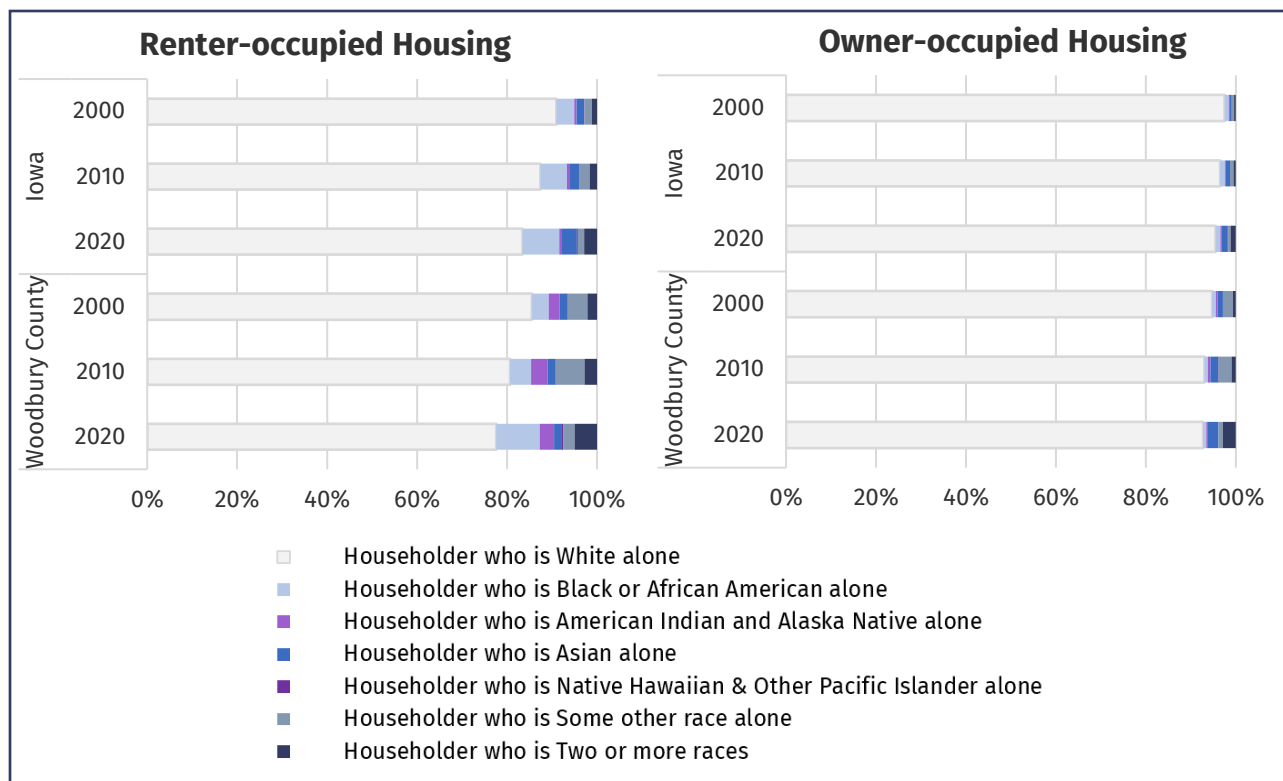 Renter-occupied Housing
Iowa
2000
2010
2020
Woodbury County
2000
2010
2020
0% 20% 40% 60% 80% 100%
Owner-occupied Housing
Iowa
2000
2010
2020
Woodbury County
2000
2010
2020
0% 20% 40% 60% 80% 100%
Householder who is White alone
Householder who is Black or African American alone
Householder who is American Indian and Alaska Native alone
Householder who is Asian alone
Householder who is Native Hawaiian & Other Pacific Islander alone
Householder who is Some other race alone
Householder who is Two or more races